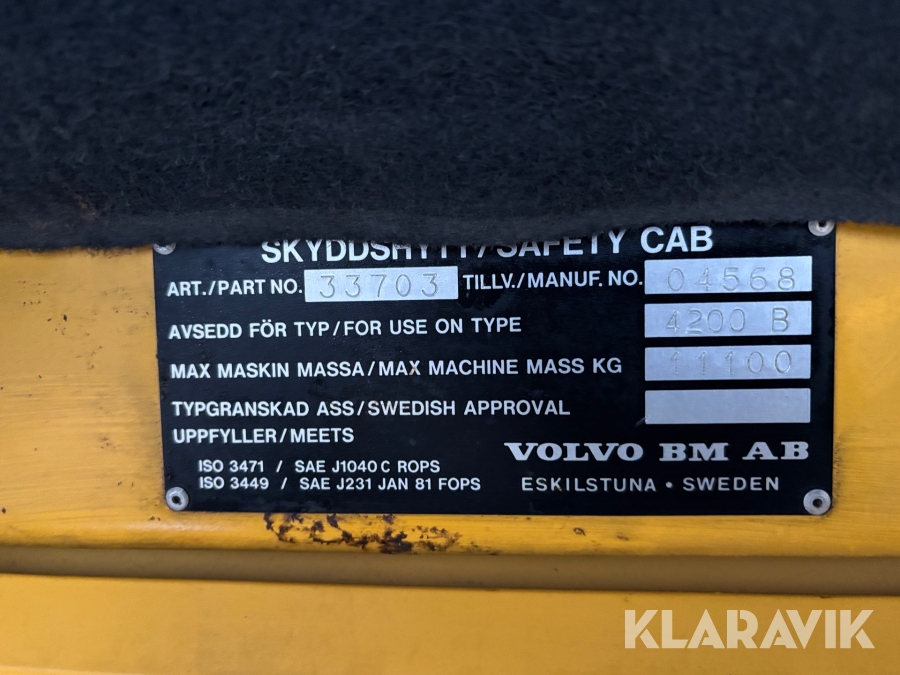 SKYDDSHYTT/SAFETY CAB
ART./PART NO. 33703 TILLV./MANUF. NO. 04568
AVSEDD FÖR TYP/FOR USE ON TYPE 4200 B
MAX MASKIN MASSA/MAX MACHINE MASS KG 11100
TYPGRANSKAD ASS/SWEDISH APPROVAL
UPPFYLLER/MEETS
ISO 3471 / SAE J1040 C ROPS
ISO 3449 / SAE J231 JAN 81 FOPS
VOLVO BM AB
ESKILSTUNA • SWEDEN
KLARAVIK